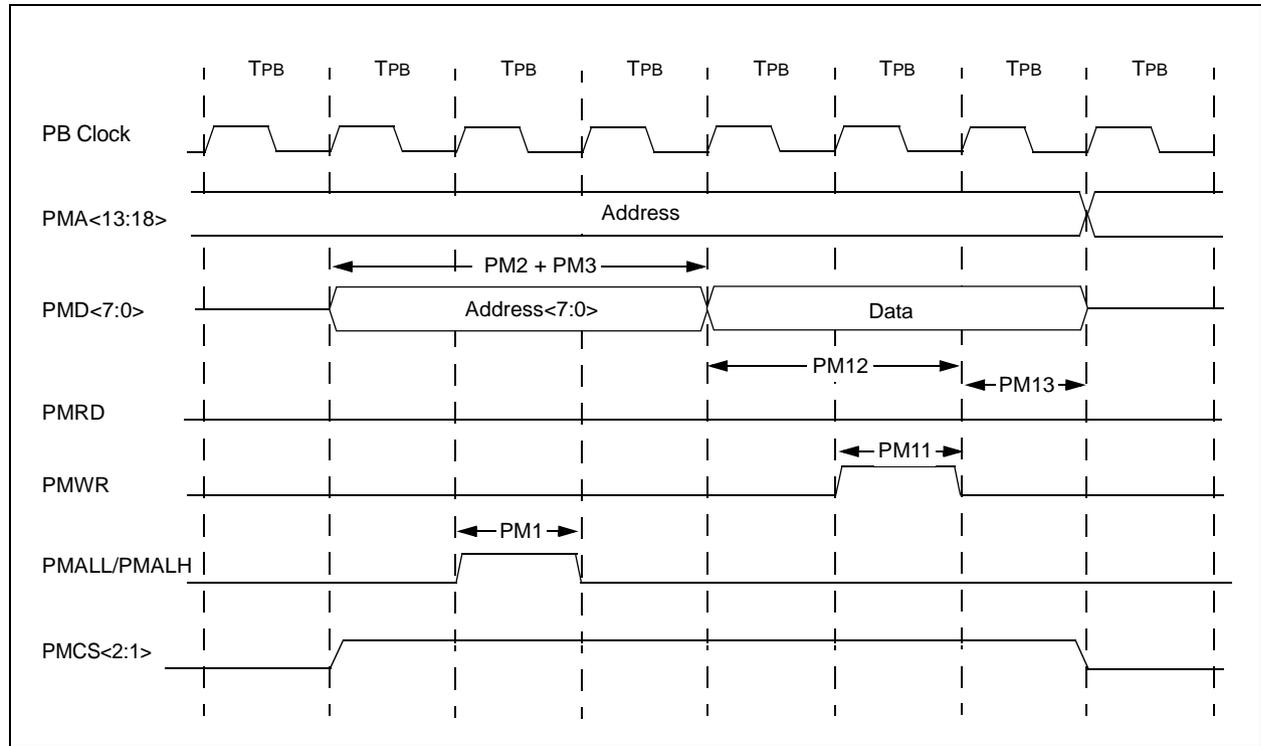 TPB TPB TPB TPB TPB TPB TPB TPB
PB Clock
PMA<13:18>
Address
PM2 + PM3
PMD<7:0>
Address<7:0>
Data
PM12
PM13
PMRD
PM11
PMWR
PM1
PMALL/PMALH
PMCS<2:1>